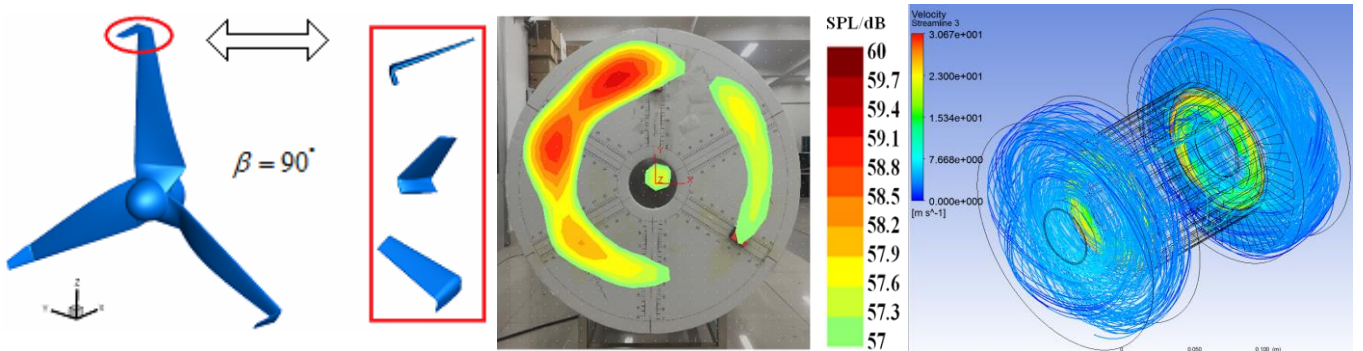 β = 90°
Z
Y
X
Y
Z
X
SPL/dB
60
59.7
59.4
59.1
58.8
58.5
58.2
57.9
57.6
57.3
57
Velocity
Streamline 3
3.067e+001
2.300e+001
1.534e+001
7.668e+000
0.000e+000
[m s^-1]
0
0.050
0.100 (m)